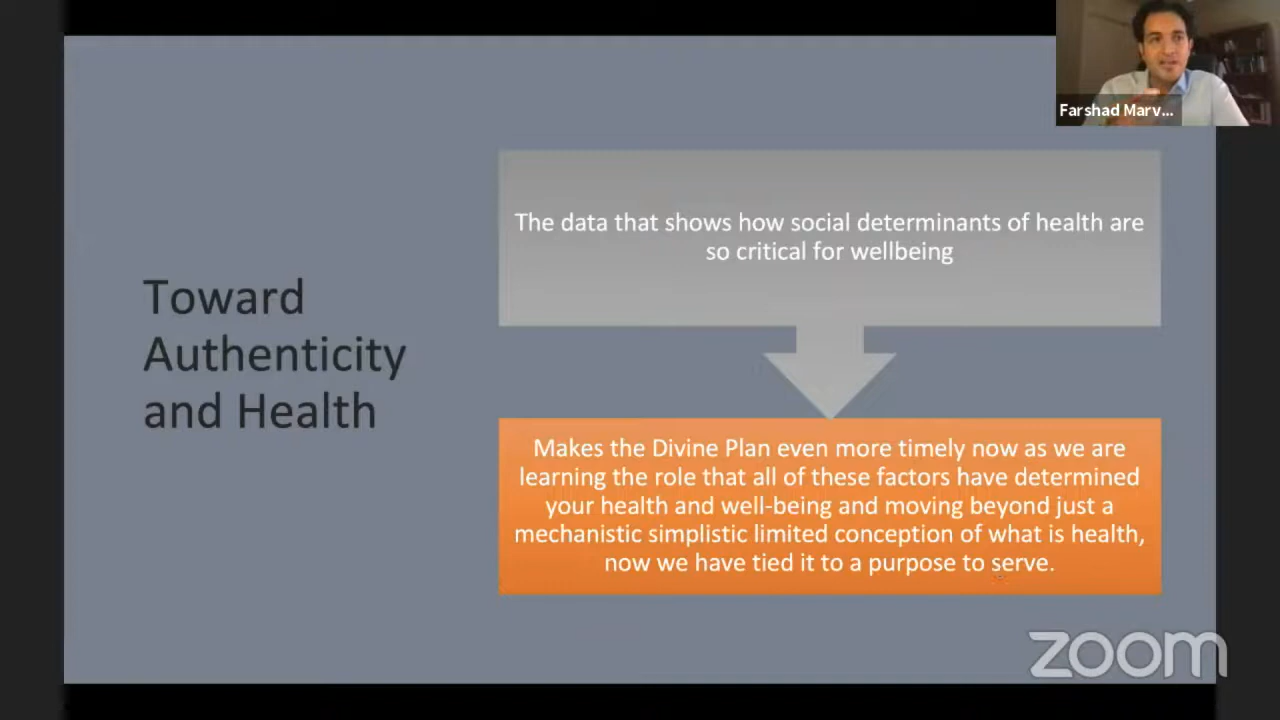 Farshad Marv...
The data that shows how social determinants of health are
so critical for wellbeing
Toward
Authenticity
and Health
Makes the Divine Plan even more timely now as we are
learning the role that all of these factors have determined
your health and well-being and moving beyond just a
mechanistic simplistic limited conception of what is health,
now we have tied it to a purpose to serve.
zoom